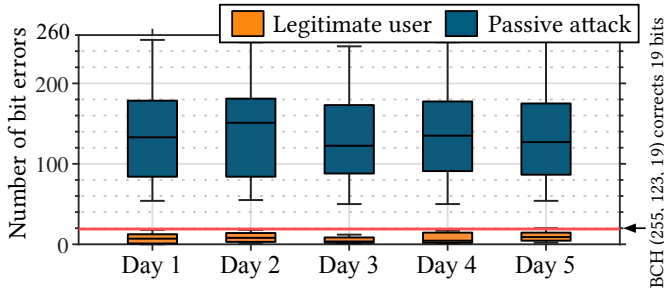 Legitimate user
Passive attack
Number of bit errors
260
200
100
0
Day 1
Day 2
Day 3
Day 4
Day 5
BCH (255, 123, 19) corrects 19 bits